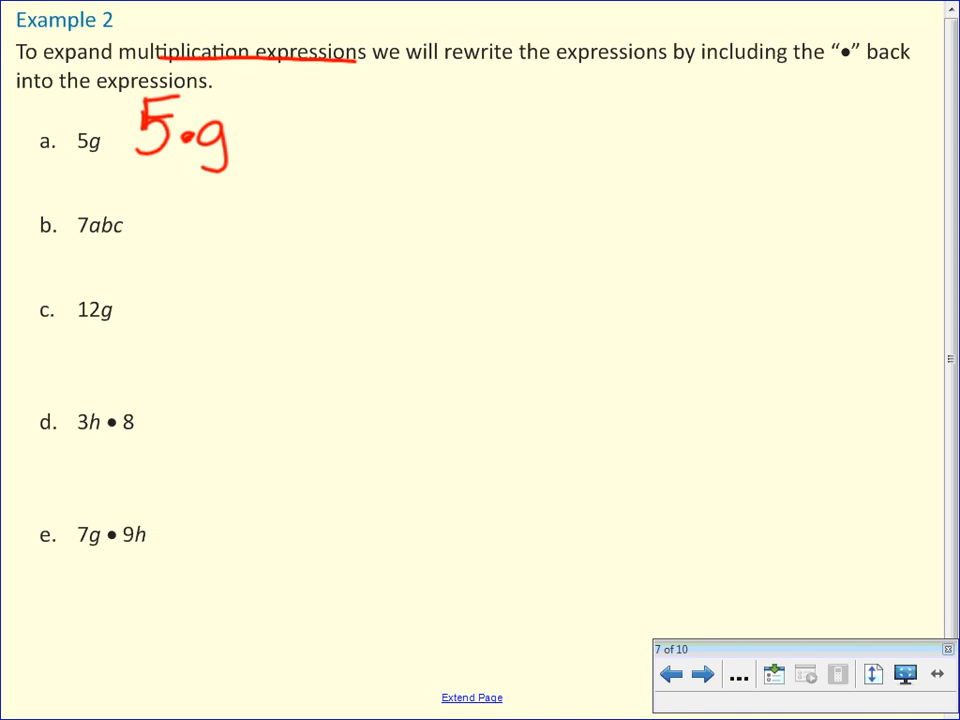 Example 2
To expand multiplication expressions we will rewrite the expressions by including the “•” back
into the expressions.
a. 5g 5•g
b. 7abc
c. 12g
d. 3h • 8
e. 7g • 9h
7 of 10
...
Extend Page